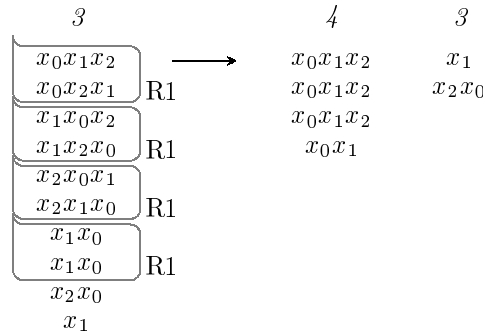 3 4 3
x₀x₁x₂ x₀x₁x₂ x₁
x₀x₂x₁ R1 x₀x₁x₂ x₂x₀
x₁x₀x₂ x₀x₁x₂
x₁x₂x₀ R1 x₀x₁
x₂x₀x₁
x₂x₁x₀ R1
x₁x₀
x₁x₀ R1
x₂x₀
x₁